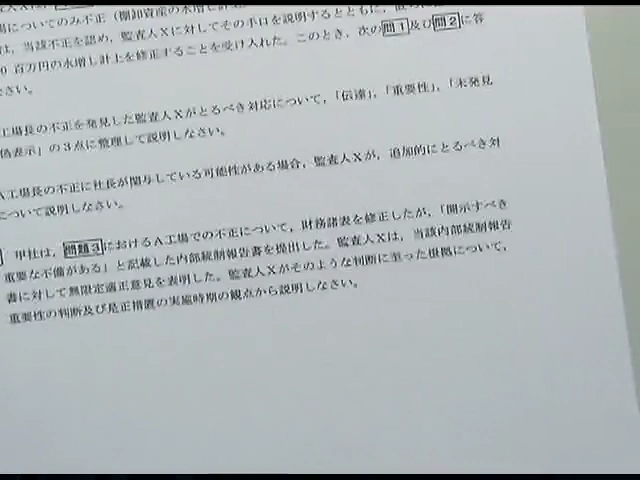 場についてのみ不正（棚卸資産の水増し計上
は，当該不正を認め，監査人Xに対してその手口を説明するとともに，
0 百万円の水増し計上を修正することを受け入れた。このとき，次の問1及び問2に答
さい。
工場長の不正を発見した監査人Xがとるべき対応について，「伝達」，「重要性」，「未発見
偽表示」の3点に整理して説明しなさい。
A工場長の不正に社長が関与している可能性がある場合，監査人Xが，追加的にとるべき対
について説明しなさい。
甲社は，問題3におけるA工場での不正について，財務諸表を修正したが，「開示すべき
重要な不備がある」と記載した内部統制報告書を提出した。監査人Xは，当該内部統制報告
書に対して無限定適正意見を表明した。監査人Xがそのような判断に至った根拠について，
重要性の判断及び是正措置の実施時期の観点から説明しなさい。